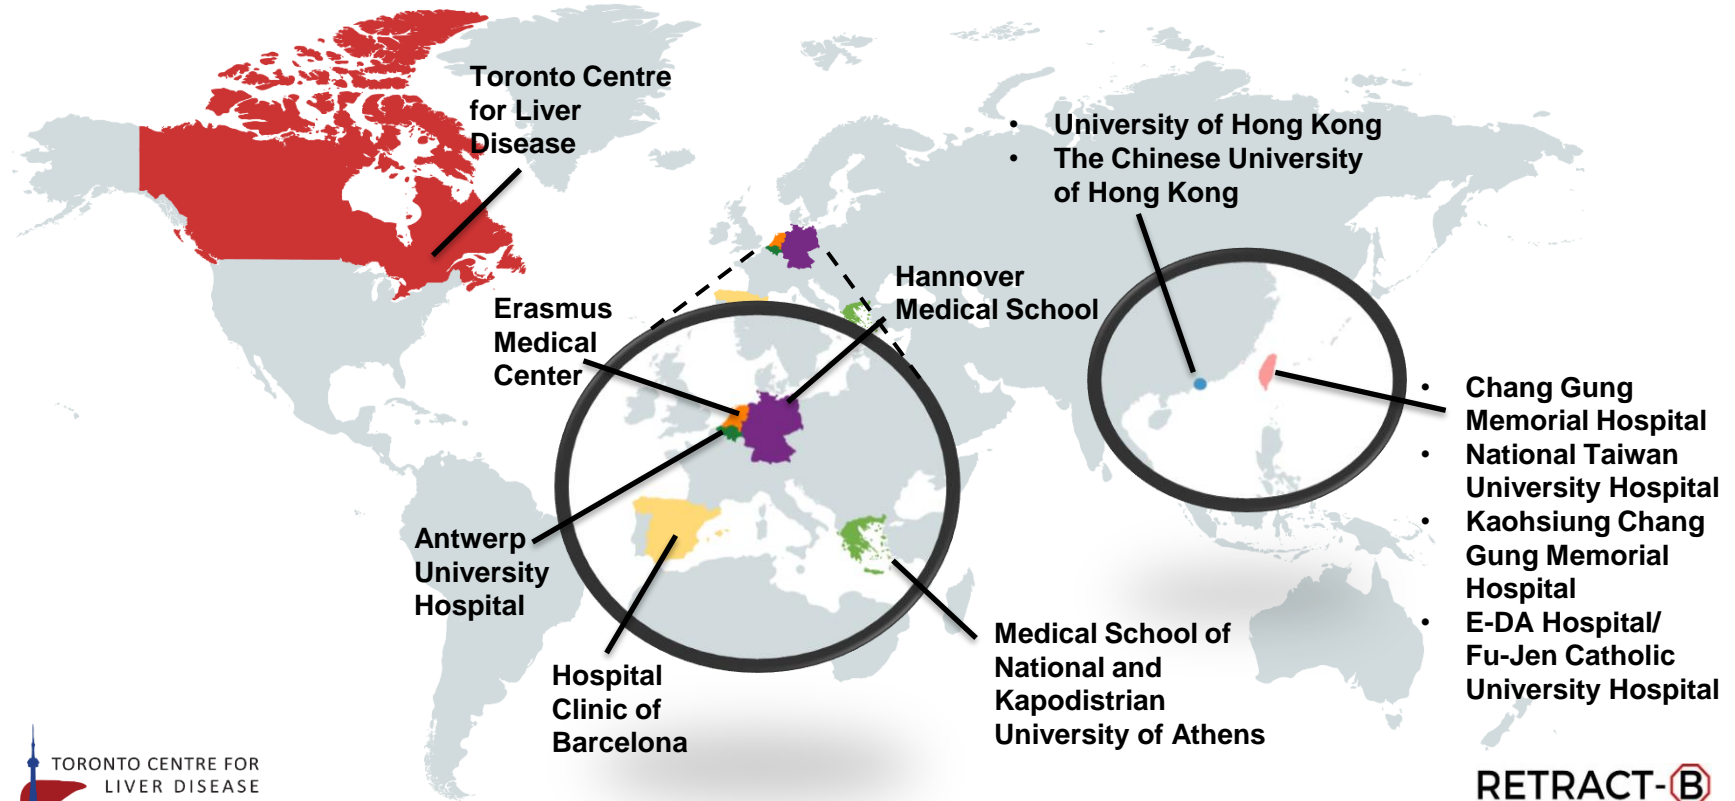 Toronto Centre
for Liver
Disease
• University of Hong Kong
• The Chinese University
of Hong Kong
Hannover
Medical School
Erasmus
Medical
Center
• Chang Gung
Memorial Hospital
• National Taiwan
University Hospital
• Kaohsiung Chang
Gung Memorial
Hospital
• E-DA Hospital/
Fu-Jen Catholic
University Hospital
Antwerp
University
Hospital
Medical School of
National and
Kapodistrian
University of Athens
Hospital
Clinic of
Barcelona
TORONTO CENTRE FOR
LIVER DISEASE
RETRACT-B